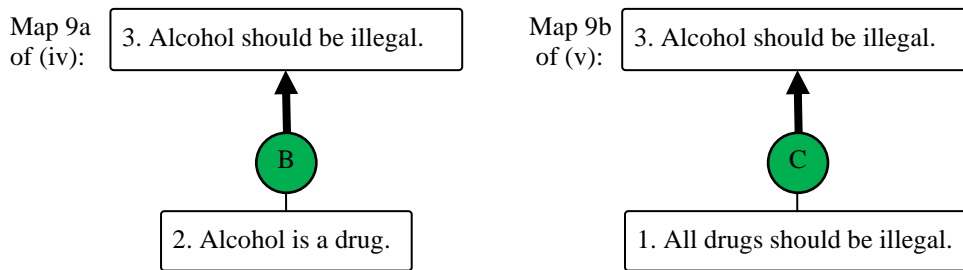 Map 9a
of (iv):
3. Alcohol should be illegal.
B
2. Alcohol is a drug.
Map 9b
of (v):
3. Alcohol should be illegal.
C
1. All drugs should be illegal.